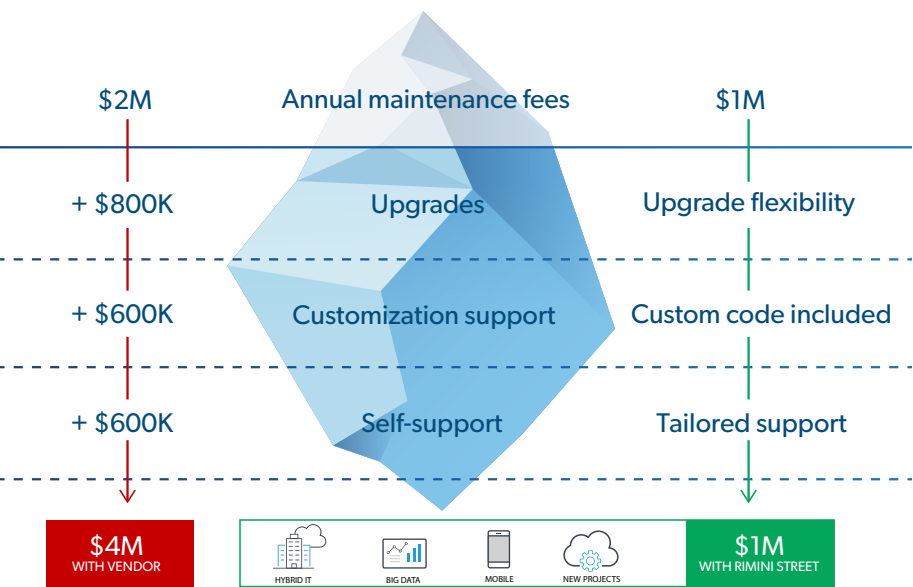 $2M Annual maintenance fees $1M
+ $800K Upgrades Upgrade flexibility
+ $600K Customization support Custom code included
+ $600K Self-support Tailored support
$4M
WITH VENDOR
HYBRID IT BIG DATA MOBILE NEW PROJECTS
$1M
WITH RIMINI STREET